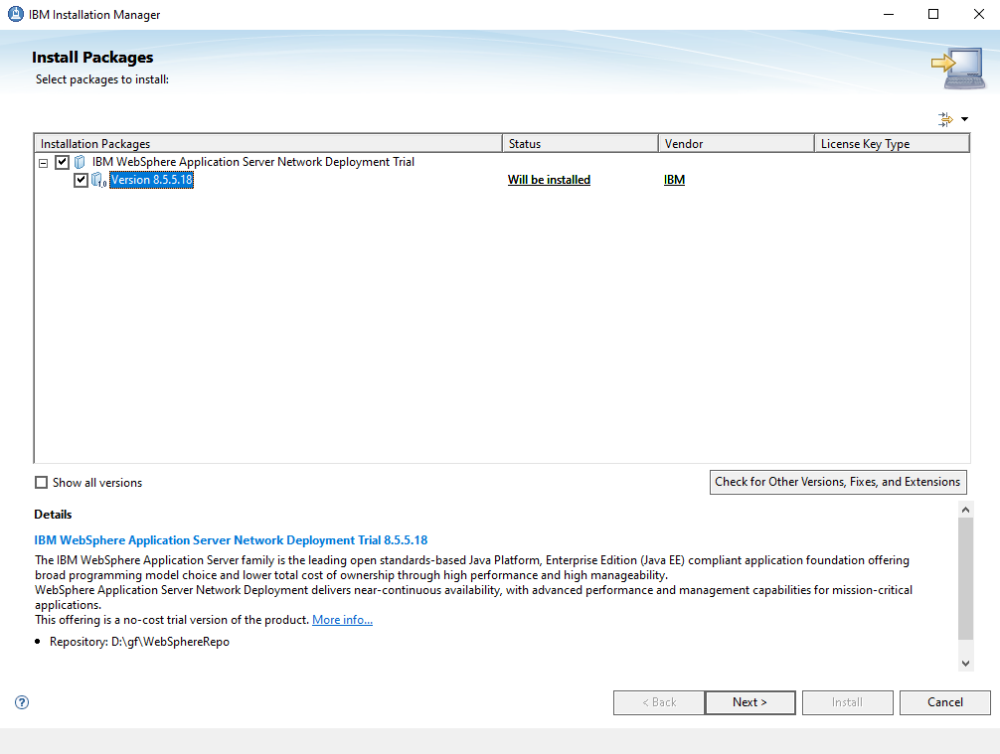 IBM Installation Manager
Install Packages
Select packages to install:
Installation Packages Status Vendor License Key Type
IBM WebSphere Application Server Network Deployment Trial
Version 8.5.5.18 Will be installed IBM
Show all versions Check for Other Versions, Fixes, and Extensions
Details
IBM WebSphere Application Server Network Deployment Trial 8.5.5.18
The IBM WebSphere Application Server family is the leading open standards-based Java Platform, Enterprise Edition (Java EE) compliant application foundation offering
broad programming model choice and lower total cost of ownership through high performance and high manageability.
WebSphere Application Server Network Deployment delivers near-continuous availability, with advanced performance and management capabilities for mission-critical
applications.
This offering is a no-cost trial version of the product. More info...
• Repository: D:\gf\WebSphereRepo
? < Back Next > Install Cancel